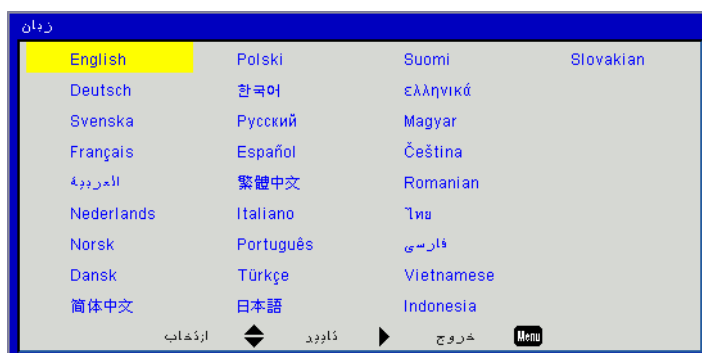 زبان
English Polski Suomi Slovakian
Deutsch 한국어 ελληνικά
Svenska Русский Magyar
Français Español Čeština
العربية 繁體中文 Romanian
Nederlands Italiano ไทย
Norsk Português فارسی
Dansk Türkçe Vietnamese
简体中文 日本語 Indonesia
انتخاب خروج Menu